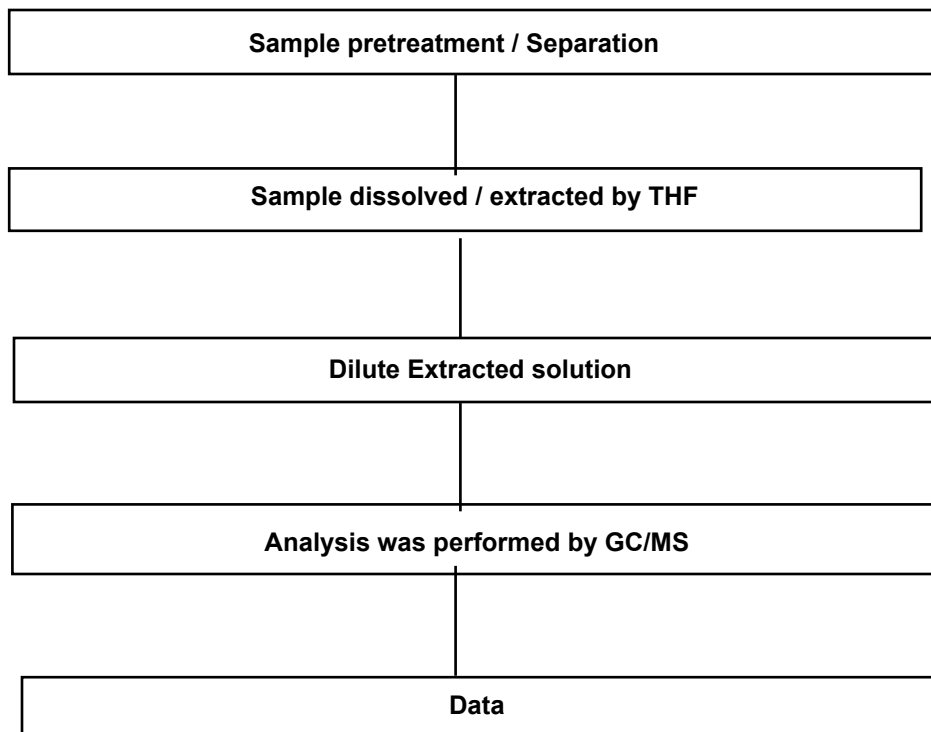 Sample pretreatment / Separation
Sample dissolved / extracted by THF
Dilute Extracted solution
Analysis was performed by GC/MS
Data